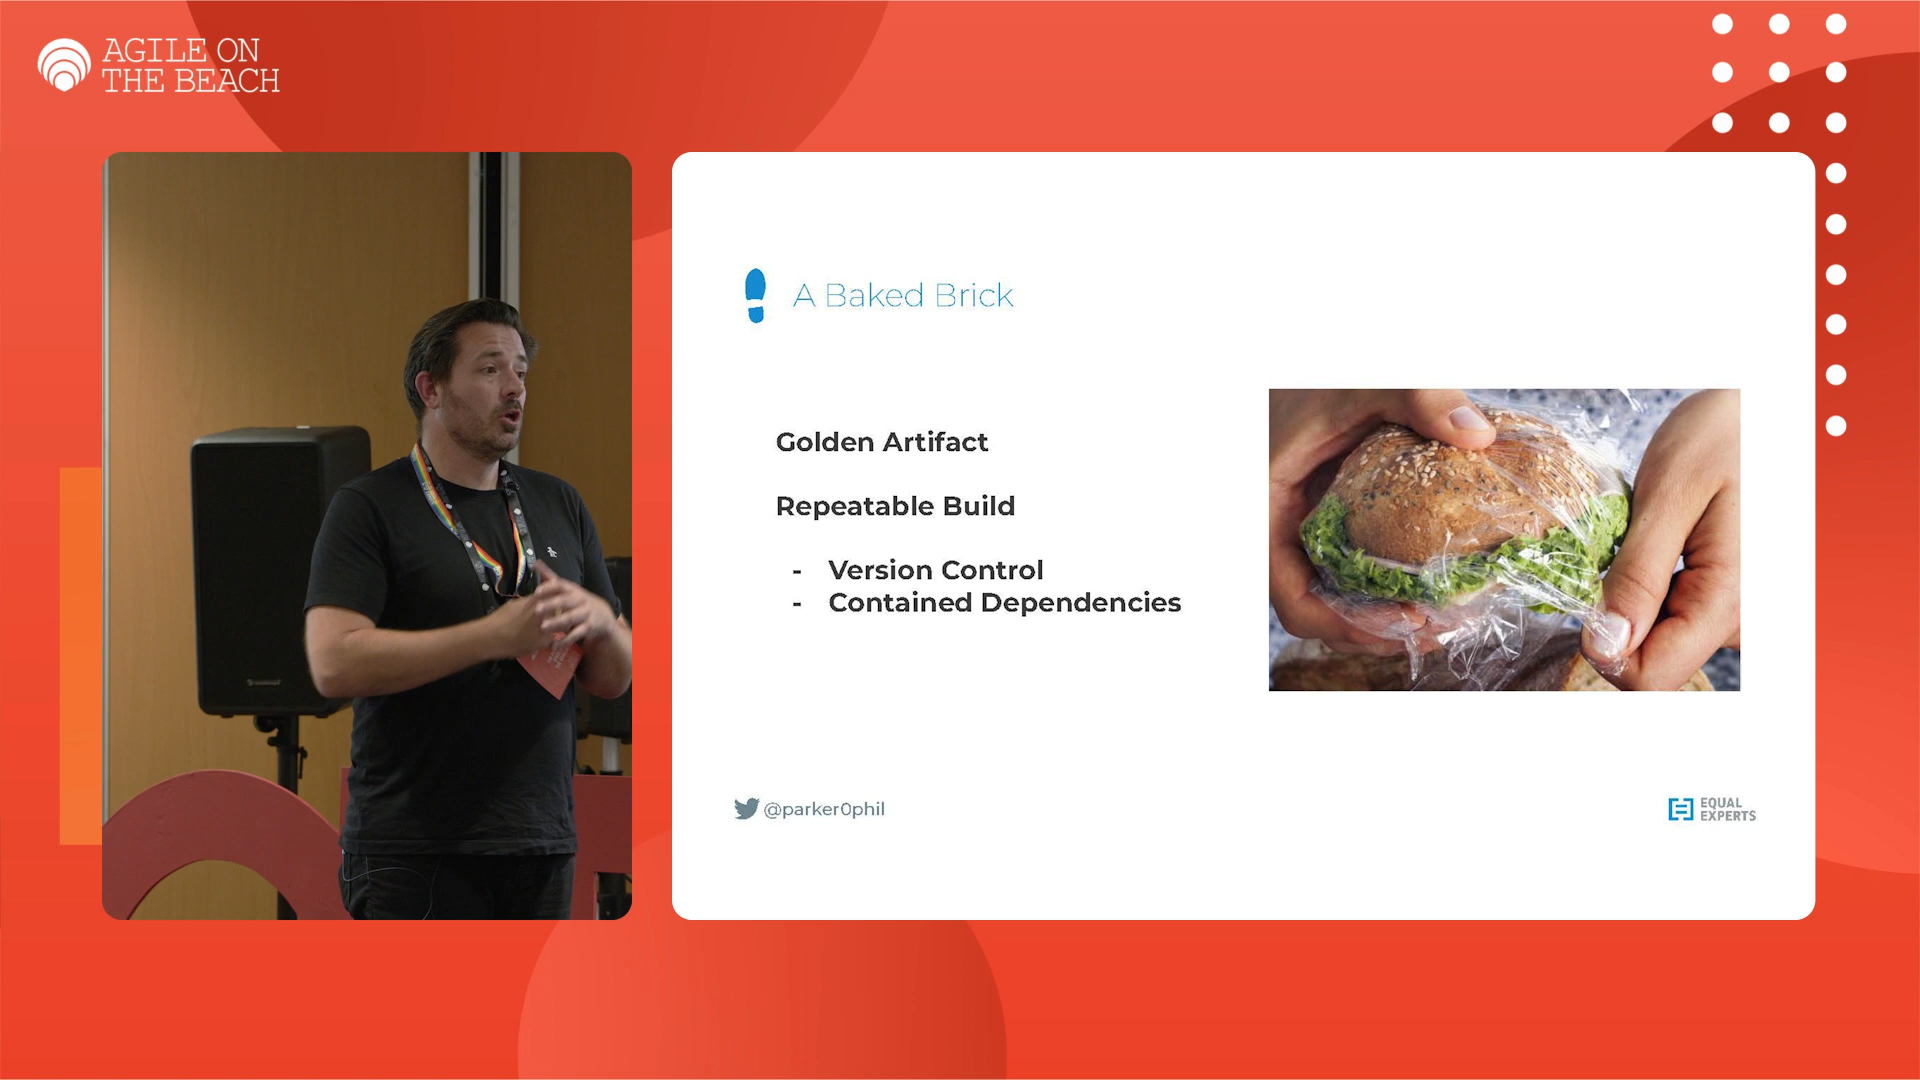 AGILE ON
THE BEACH
A Baked Brick
Golden Artifact
Repeatable Build
- Version Control
- Contained Dependencies
@parker0phil
EQUAL
EXPERTS